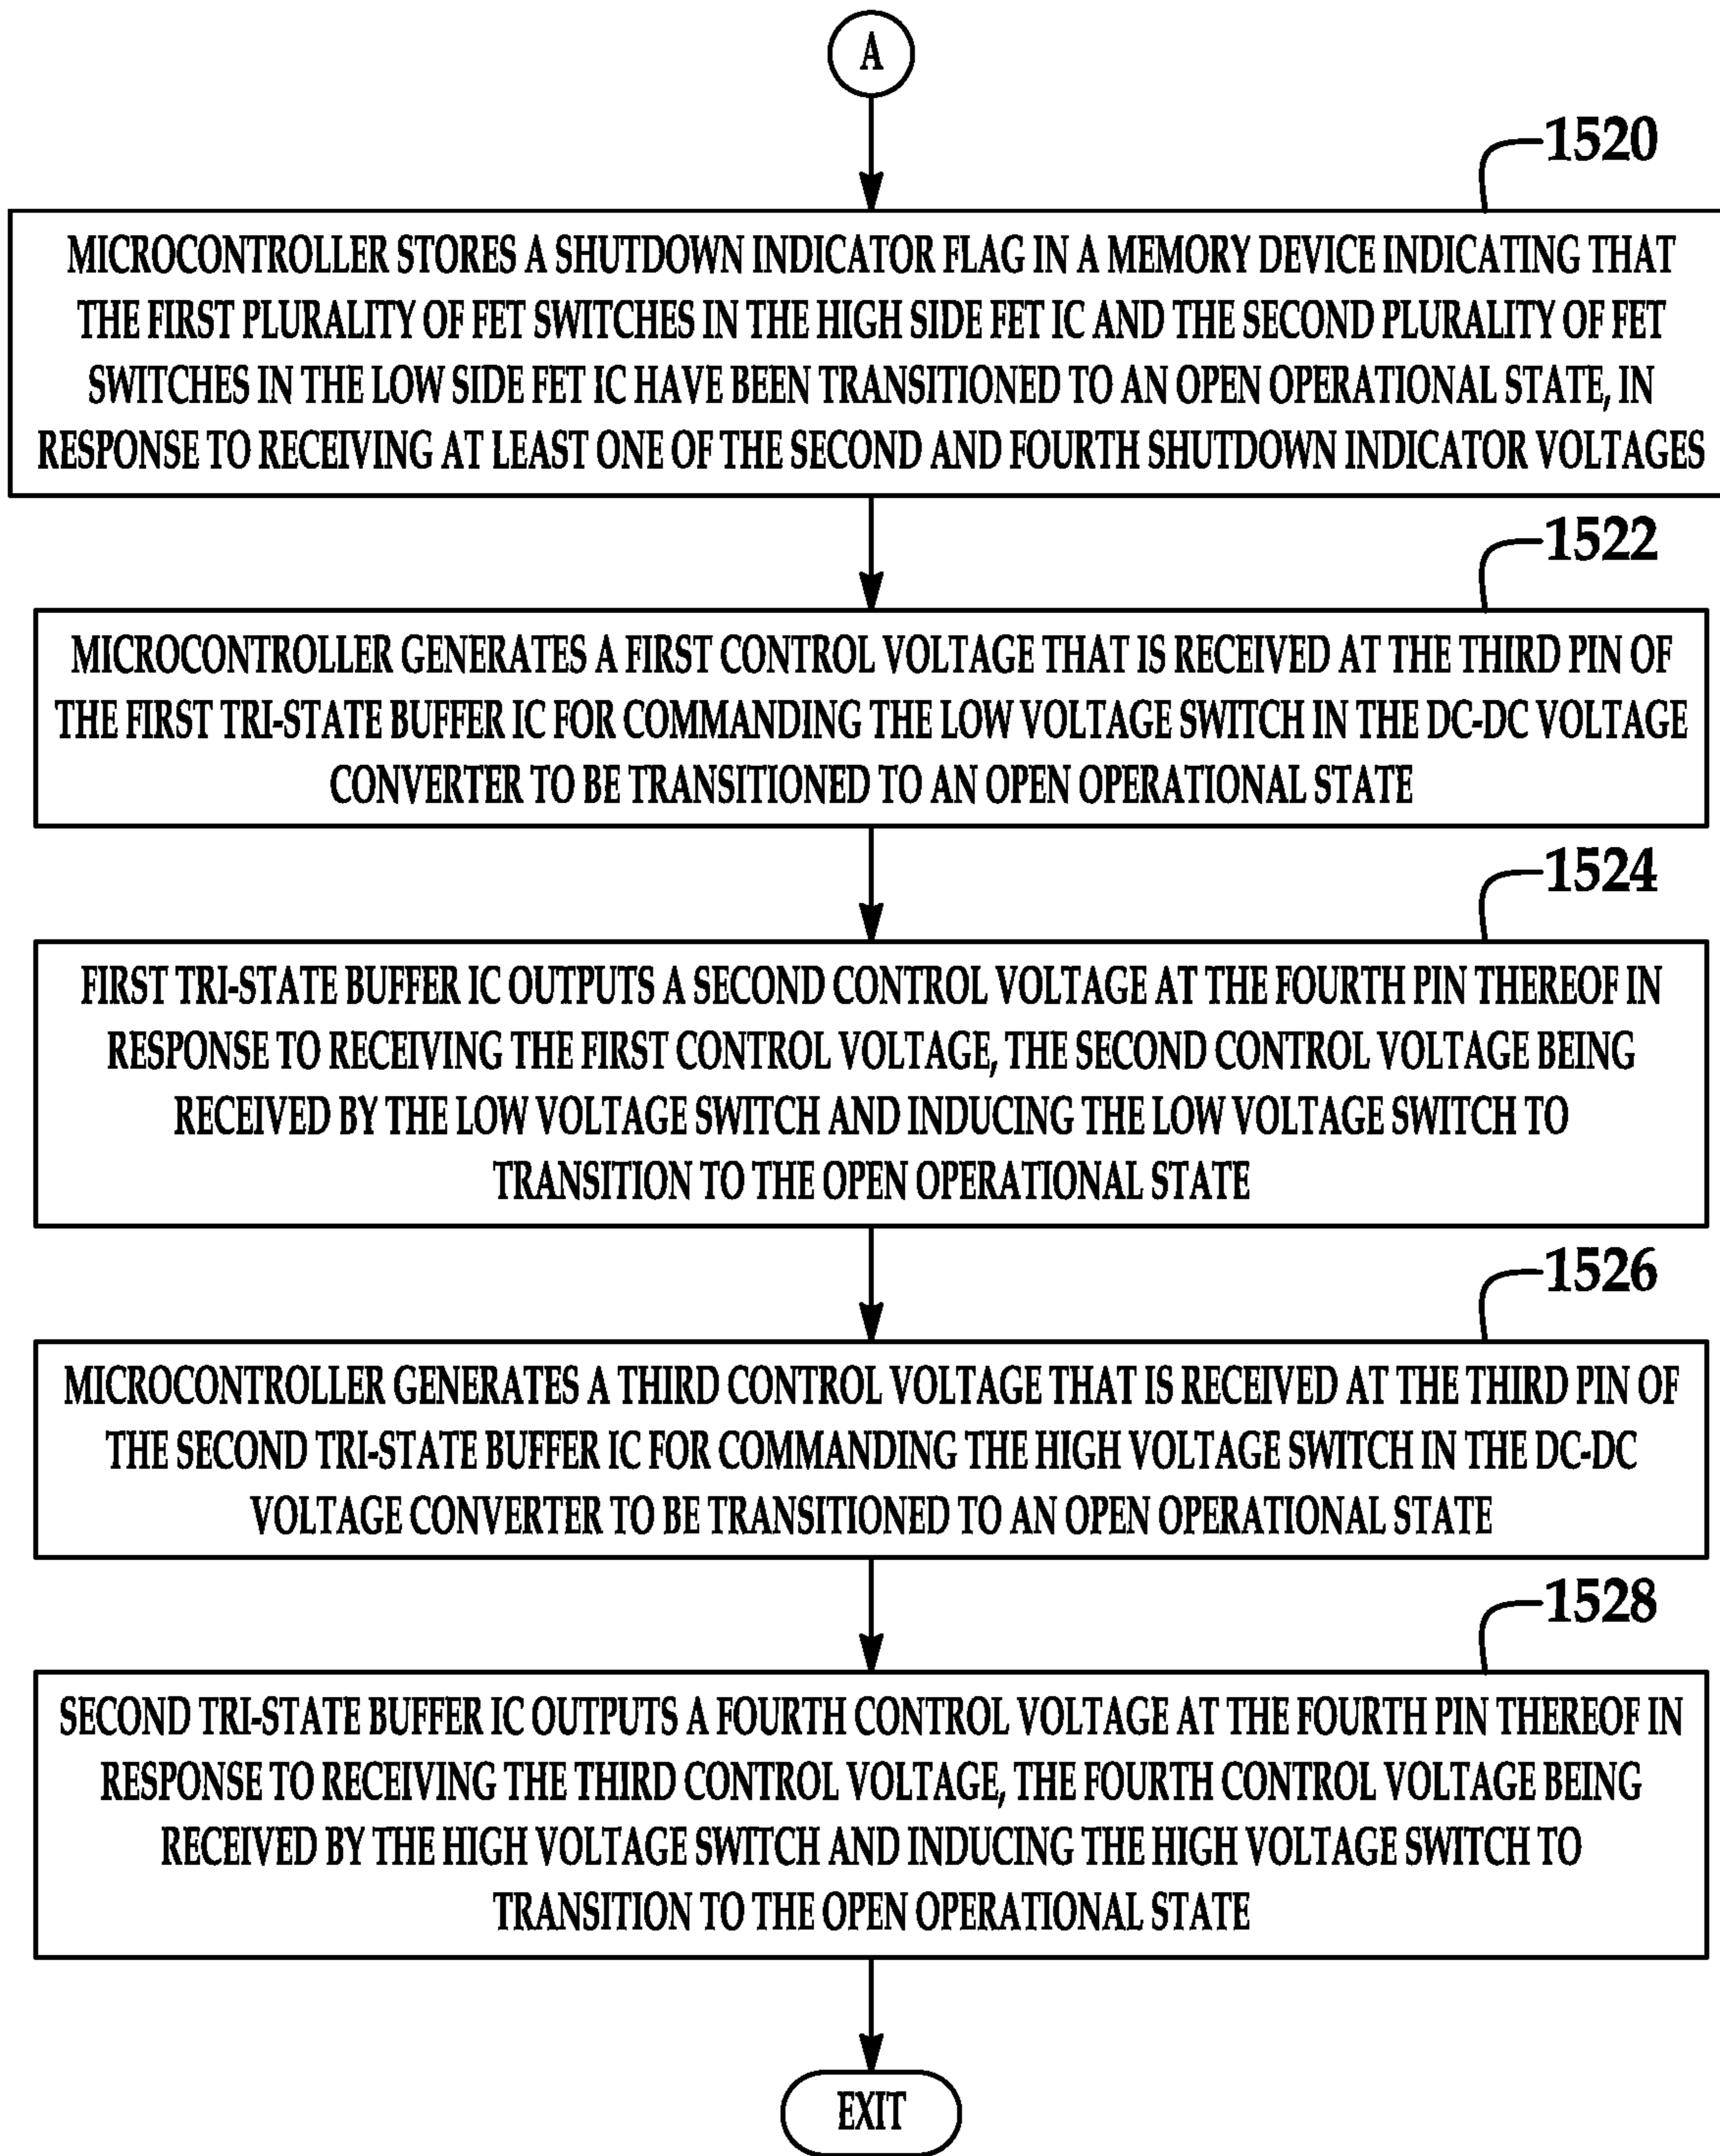 A
1520
MICROCONTROLLER STORES A SHUTDOWN INDICATOR FLAG IN A MEMORY DEVICE INDICATING THAT
THE FIRST PLURALITY OF FET SWITCHES IN THE HIGH SIDE FET IC AND THE SECOND PLURALITY OF FET
SWITCHES IN THE LOW SIDE FET IC HAVE BEEN TRANSITIONED TO AN OPEN OPERATIONAL STATE, IN
RESPONSE TO RECEIVING AT LEAST ONE OF THE SECOND AND FOURTH SHUTDOWN INDICATOR VOLTAGES
1522
MICROCONTROLLER GENERATES A FIRST CONTROL VOLTAGE THAT IS RECEIVED AT THE THIRD PIN OF
THE FIRST TRI-STATE BUFFER IC FOR COMMANDING THE LOW VOLTAGE SWITCH IN THE DC-DC VOLTAGE
CONVERTER TO BE TRANSITIONED TO AN OPEN OPERATIONAL STATE
1524
FIRST TRI-STATE BUFFER IC OUTPUTS A SECOND CONTROL VOLTAGE AT THE FOURTH PIN THEREOF IN
RESPONSE TO RECEIVING THE FIRST CONTROL VOLTAGE, THE SECOND CONTROL VOLTAGE BEING
RECEIVED BY THE LOW VOLTAGE SWITCH AND INDUCING THE LOW VOLTAGE SWITCH TO
TRANSITION TO THE OPEN OPERATIONAL STATE
1526
MICROCONTROLLER GENERATES A THIRD CONTROL VOLTAGE THAT IS RECEIVED AT THE THIRD PIN OF
THE SECOND TRI-STATE BUFFER IC FOR COMMANDING THE HIGH VOLTAGE SWITCH IN THE DC-DC
VOLTAGE CONVERTER TO BE TRANSITIONED TO AN OPEN OPERATIONAL STATE
1528
SECOND TRI-STATE BUFFER IC OUTPUTS A FOURTH CONTROL VOLTAGE AT THE FOURTH PIN THEREOF IN
RESPONSE TO RECEIVING THE THIRD CONTROL VOLTAGE, THE FOURTH CONTROL VOLTAGE BEING
RECEIVED BY THE HIGH VOLTAGE SWITCH AND INDUCING THE HIGH VOLTAGE SWITCH TO
TRANSITION TO THE OPEN OPERATIONAL STATE
EXIT